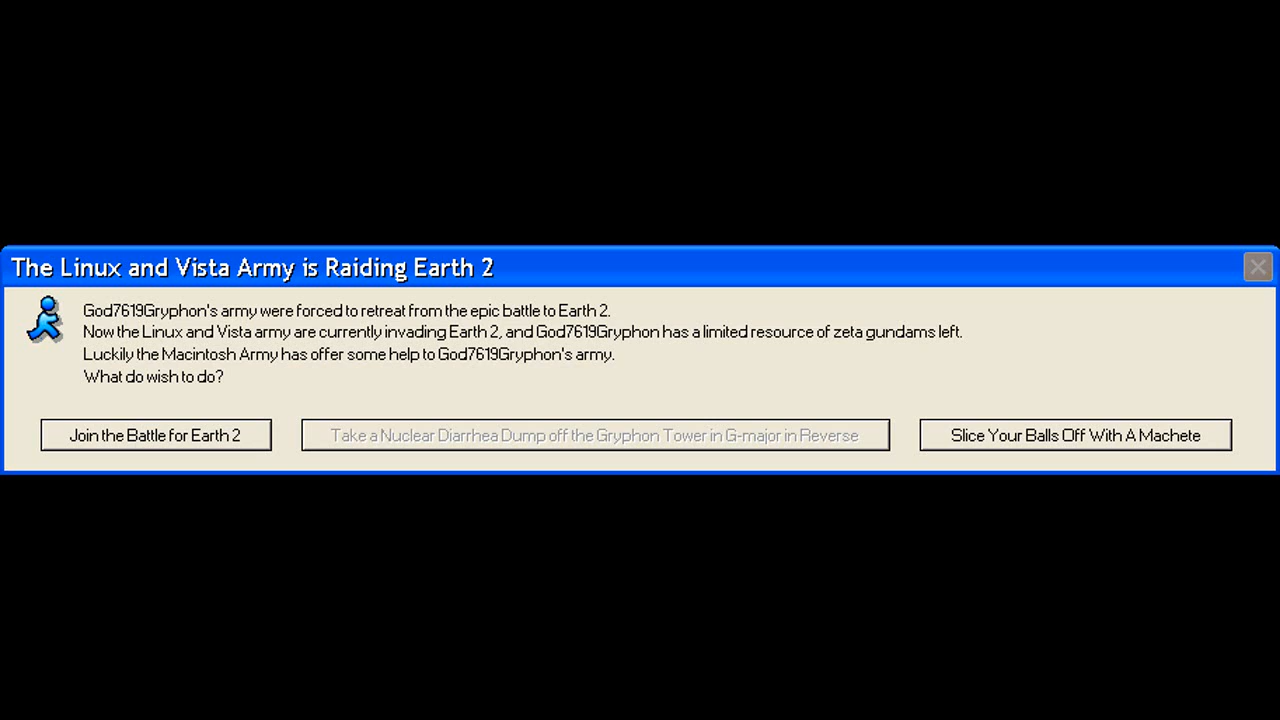 The Linux and Vista Army is Raiding Earth 2
God7619Gryphon's army were forced to retreat from the epic battle to Earth 2.
Now the Linux and Vista army are currently invading Earth 2, and God7619Gryphon has a limited resource of zeta gundams left.
Luckily the Macintosh Army has offer some help to God7619Gryphon's army.
What do wish to do?
Join the Battle for Earth 2
Take a Nuclear Diarrhea Dump off the Gryphon Tower in G-major in Reverse
Slice Your Balls Off With A Machete